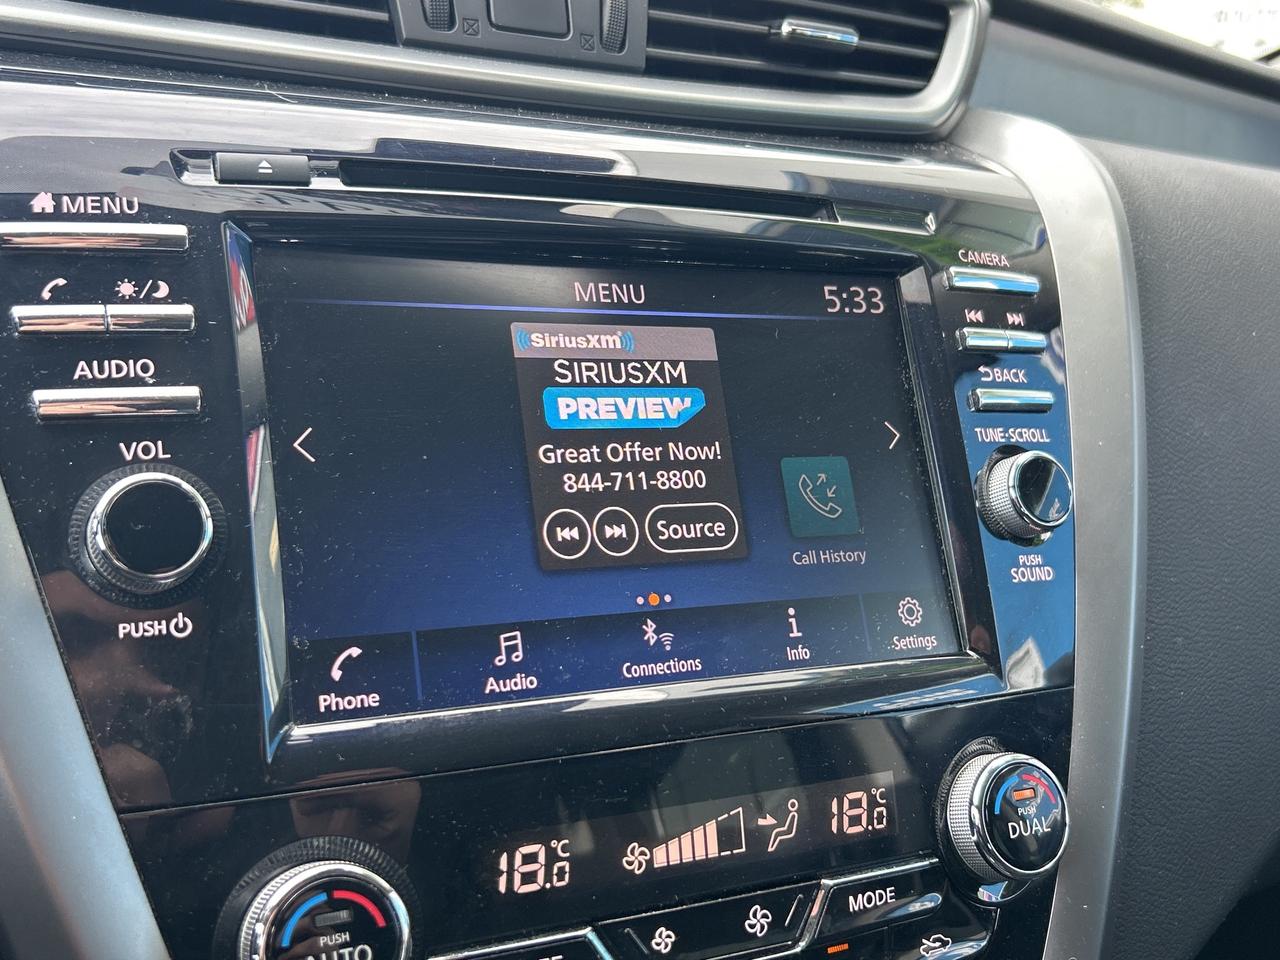 MENU
AUDIO
VOL
PUSH
MENU
5:33
SiriusXM
SIRIUSXM
PREVIEW
Great Offer Now!
844-711-8800
Source
Call History
Phone
Audio
Connections
Info
Settings
CAMERA
BACK
TUNE·SCROLL
PUSH
SOUND
18.0°C
18.0°C
PUSH
AUTO
PUSH
DUAL
MODE